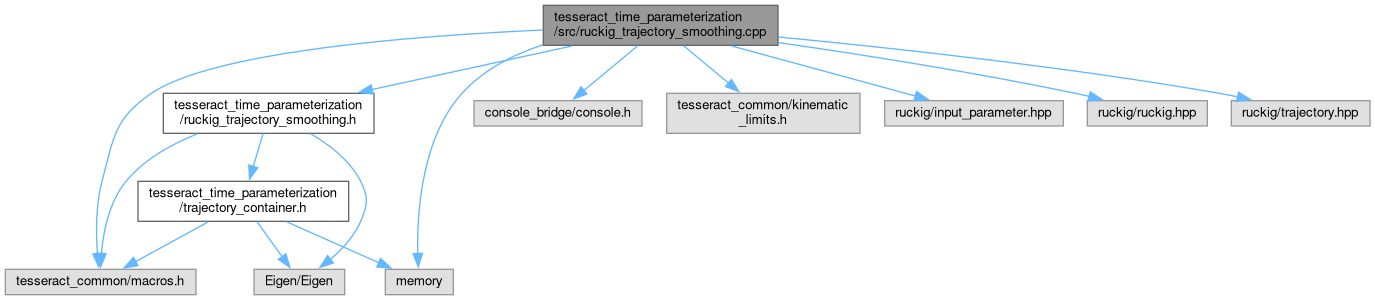 tesseract_time_parameterization
/src/ruckig_trajectory_smoothing.cpp
tesseract_time_parameterization
/ruckig_trajectory_smoothing.h
console_bridge/console.h
tesseract_common/kinematic
_limits.h
ruckig/input_parameter.hpp
ruckig/ruckig.hpp
ruckig/trajectory.hpp
tesseract_time_parameterization
/trajectory_container.h
tesseract_common/macros.h
Eigen/Eigen
memory